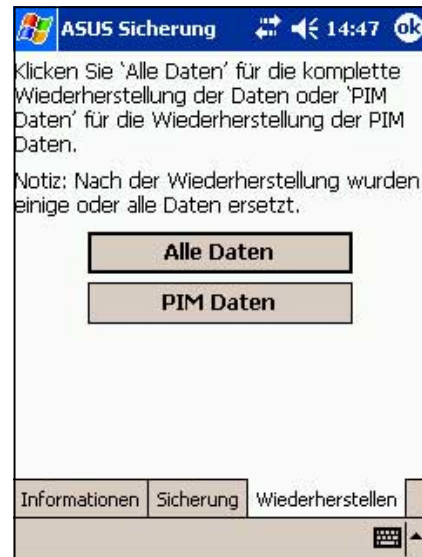 ASUS Sicherung 14:47 ok
Klicken Sie `Alle Daten´ für die komplette
Wiederherstellung der Daten oder `PIM
Daten´ für die Wiederherstellung der PIM
Daten.
Notiz: Nach der Wiederherstellung wurden
einige oder alle Daten ersetzt.
Alle Daten
PIM Daten
Informationen Sicherung Wiederherstellen